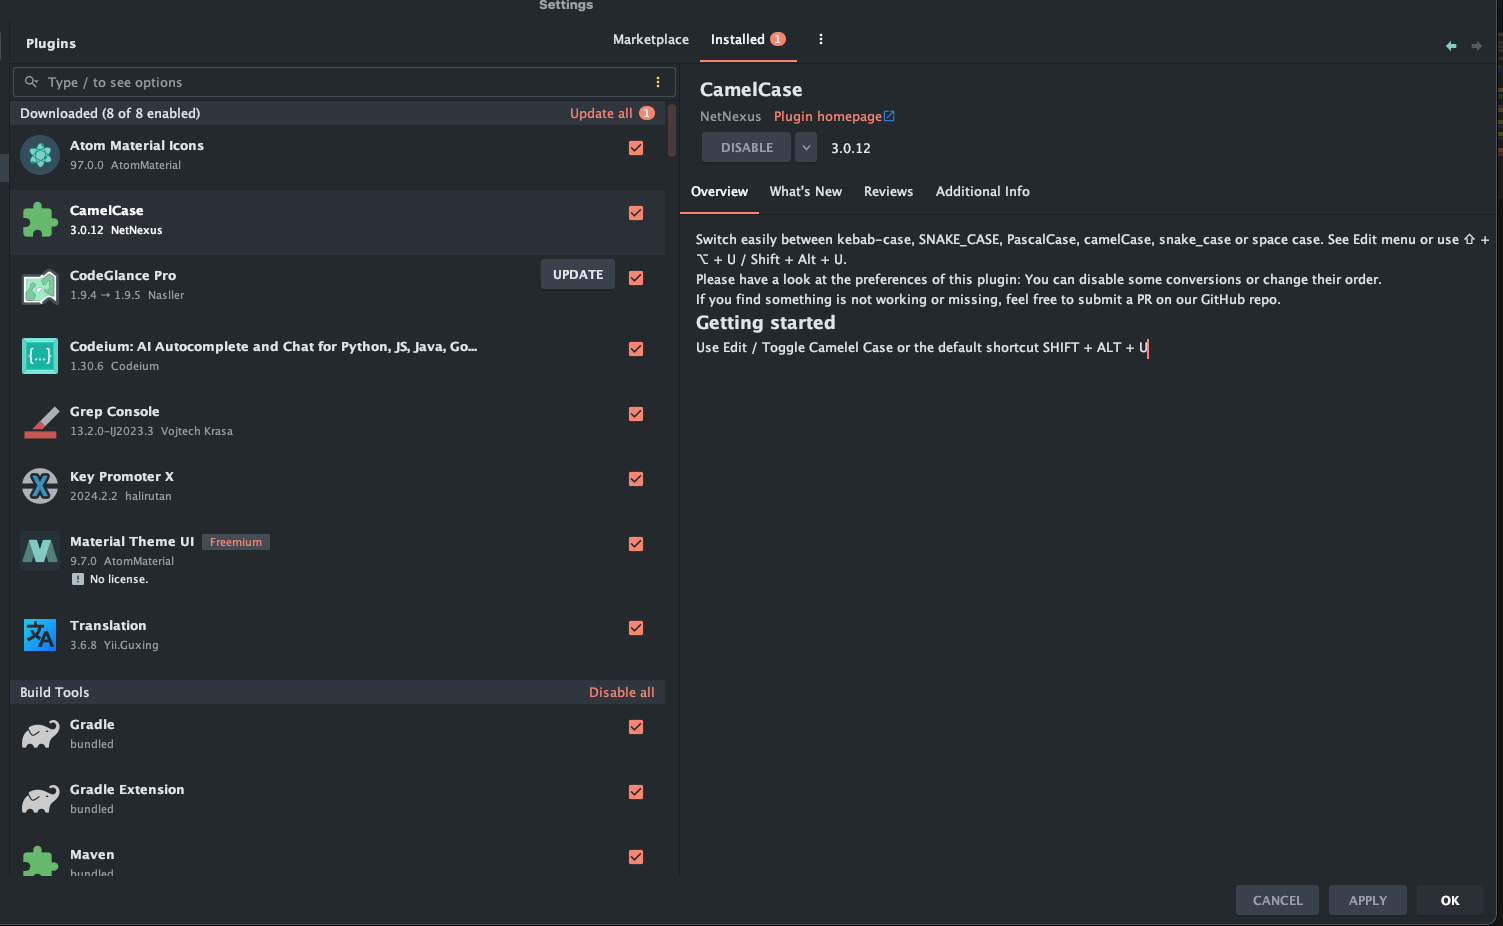 Settings
Plugins
Marketplace
Installed 1
Type / to see options
Downloaded (8 of 8 enabled)
Update all 1
Atom Material Icons
97.0.0 AtomMaterial
CamelCase
3.0.12 NetNexus
CodeGlance Pro
1.9.4 → 1.9.5 Nasller
UPDATE
Codeium: AI Autocomplete and Chat for Python, JS, Java, Go...
1.30.6 Codeium
Grep Console
13.2.0-IJ2023.3 Vojtech Krasa
Key Promoter X
2024.2.2 halirutan
Material Theme UI Freemium
9.7.0 AtomMaterial
No license.
Translation
3.6.8 Yii.Guxing
Build Tools
Disable all
Gradle
bundled
Gradle Extension
bundled
Maven
bundled
CamelCase
NetNexus Plugin homepage
DISABLE
3.0.12
Overview
What's New
Reviews
Additional Info
Switch easily between kebab-case, SNAKE_CASE, PascalCase, camelCase, snake_case or space case. See Edit menu or use ⇧ +
⌥ + U / Shift + Alt + U.
Please have a look at the preferences of this plugin: You can disable some conversions or change their order.
If you find something is not working or missing, feel free to submit a PR on our GitHub repo.
Getting started
Use Edit / Toggle Camelel Case or the default shortcut SHIFT + ALT + U
CANCEL
APPLY
OK